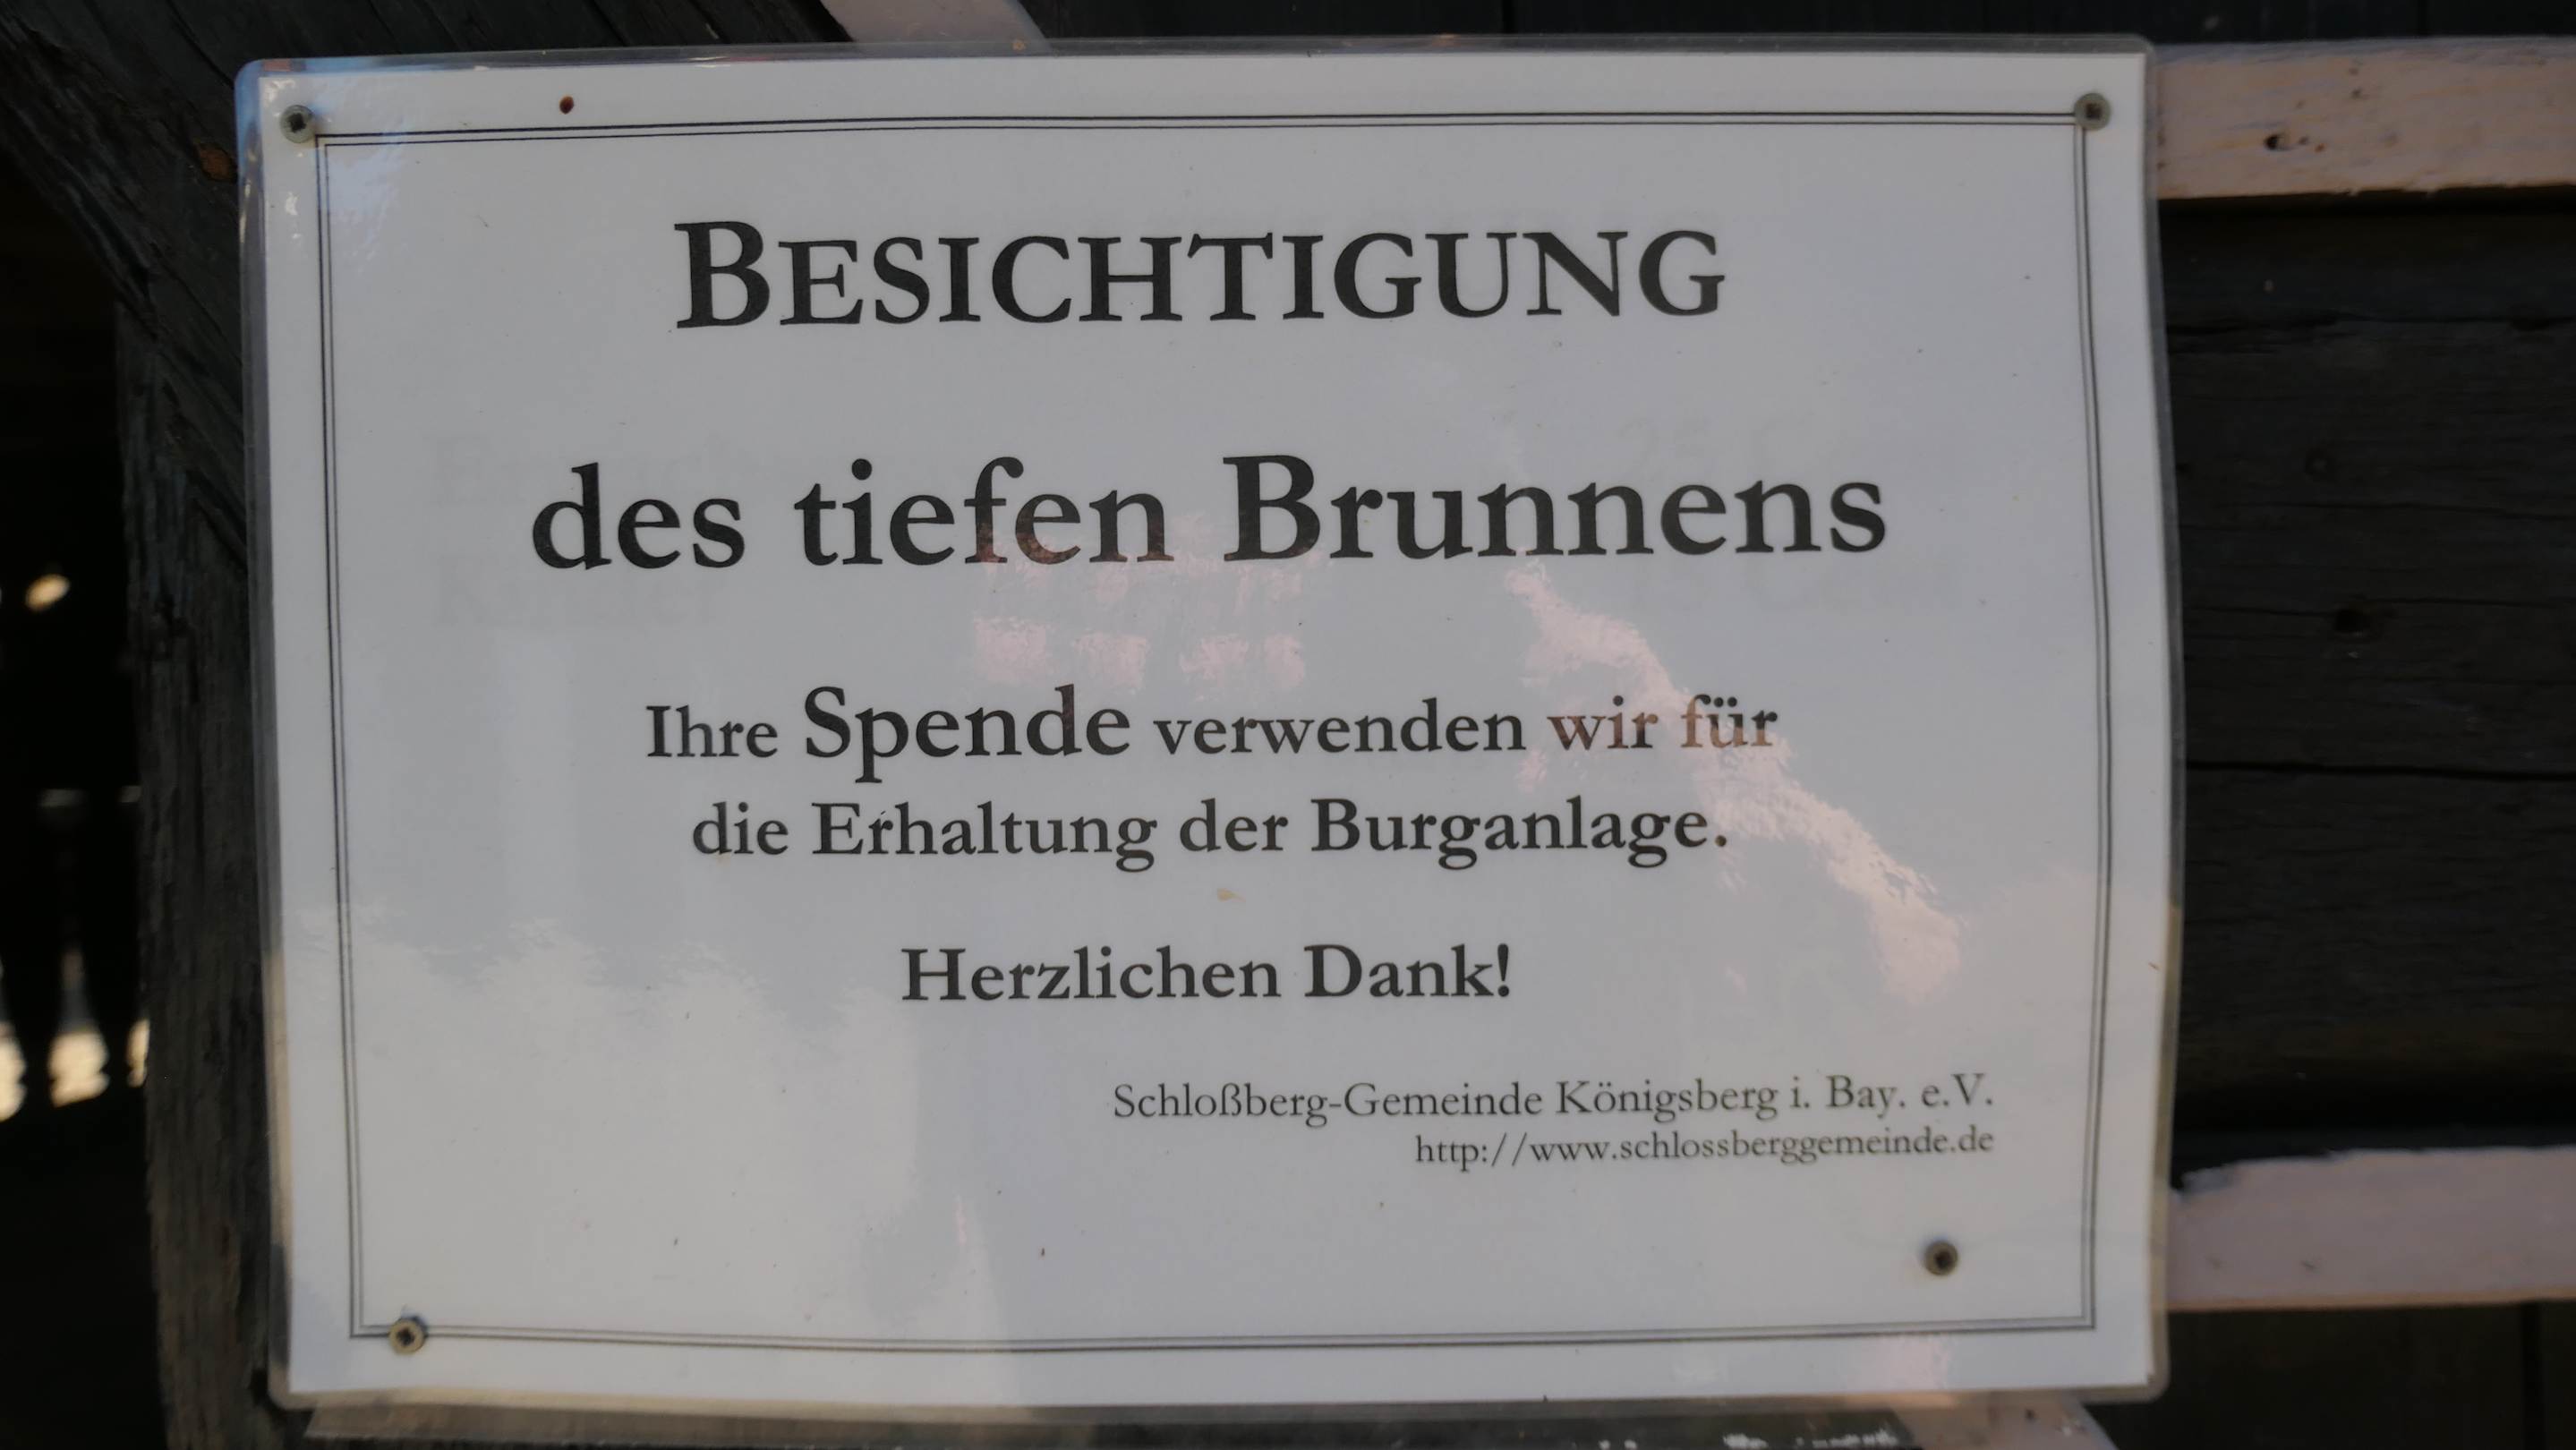 BESICHTIGUNG
des tiefen Brunnens
Ihre Spende verwenden wir für
die Erhaltung der Burganlage.
Herzlichen Dank!
Schloßberg-Gemeinde Königsberg i. Bay. e.V.
http://www.schlossberggemeinde.de